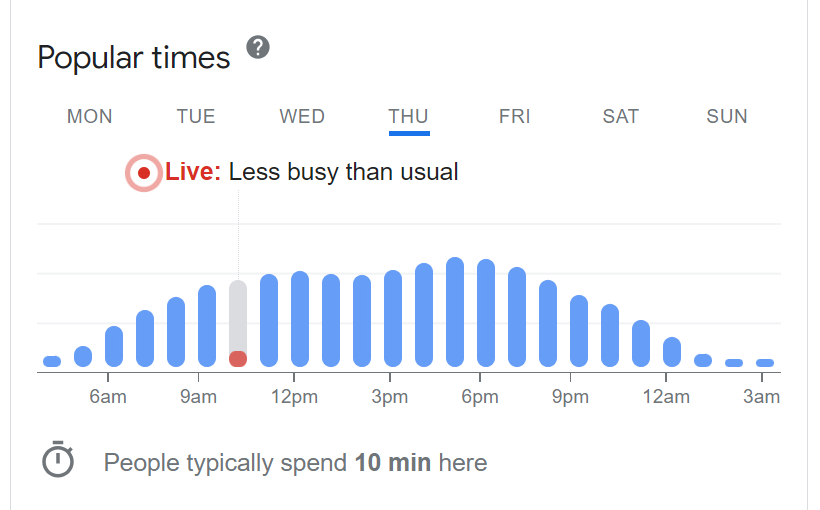 Popular times ?
MON TUE WED THU FRI SAT SUN
Live: Less busy than usual
6am 9am 12pm 3pm 6pm 9pm 12am 3am
People typically spend 10 min here